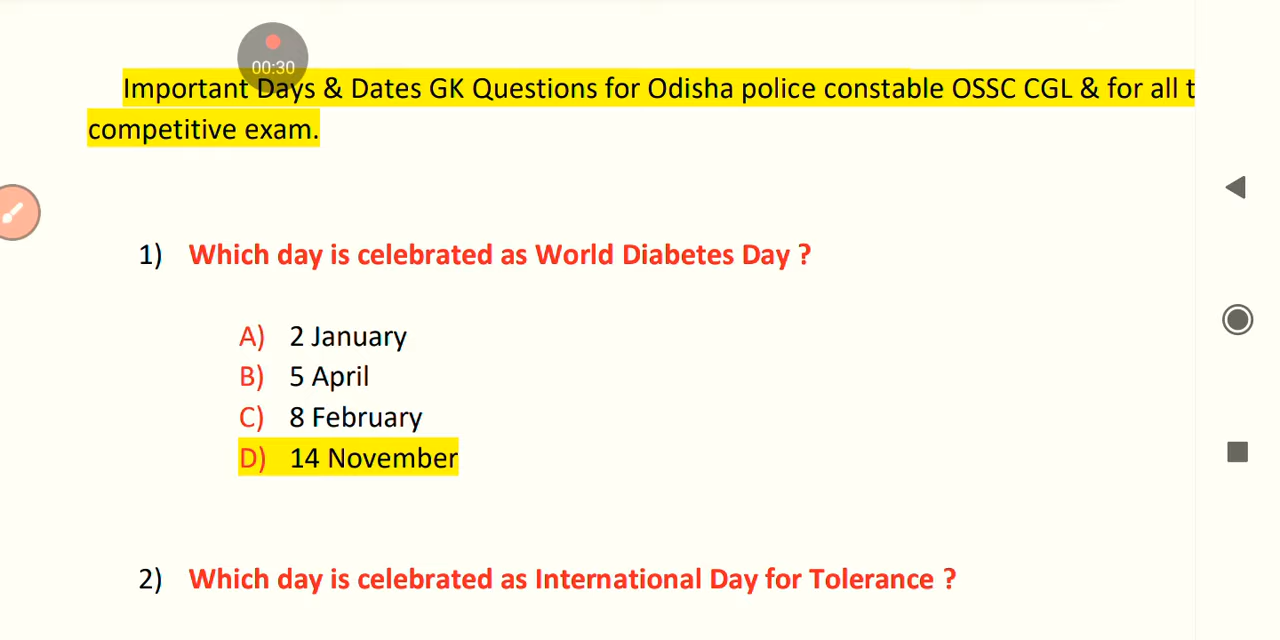 00:30
Important Days & Dates GK Questions for Odisha police constable OSSC CGL & for all t
competitive exam.
1) Which day is celebrated as World Diabetes Day ?
A) 2 January
B) 5 April
C) 8 February
D) 14 November
2) Which day is celebrated as International Day for Tolerance ?